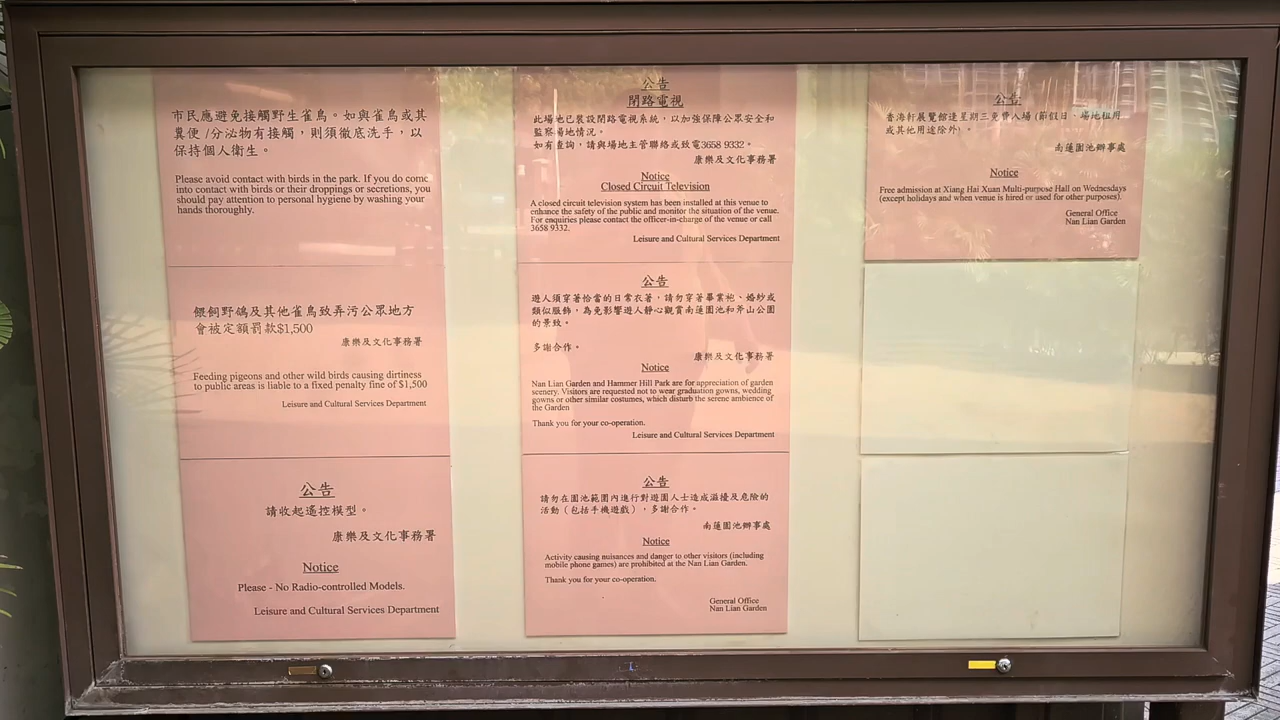 市民應避免接觸野生雀鳥。如與雀鳥或其
糞便/分泌物有接觸，則須徹底洗手，以
保持個人衛生。
Please avoid contact with birds in the park. If you do come
into contact with birds or their droppings or secretions, you
should pay attention to personal hygiene by washing your
hands thoroughly.
餵飼野鴿及其他雀鳥致弄污公眾地方
會被定額罰款$1,500
康樂及文化事務署
Feeding pigeons and other wild birds causing dirtiness
to public areas is liable to a fixed penalty fine of $1,500
Leisure and Cultural Services Department
公告
請收起遙控模型。
康樂及文化事務署
Notice
Please - No Radio-controlled Models.
Leisure and Cultural Services Department
公告
閉路電視
此場地已裝設閉路電視系統，以加強保障公眾安全和
監察場地情況。
如有查詢，請與場地主管聯絡或致電3658 9332。
康樂及文化事務署
Notice
Closed Circuit Television
A closed circuit television system has been installed at this venue to
enhance the safety of the public and monitor the situation of the venue.
For enquiries please contact the officer-in-charge of the venue or call
3658 9332.
Leisure and Cultural Services Department
公告
遊人須穿著恰當的日常衣著，請勿穿著畢業袍、婚紗或
類似服飾，為免影響遊人靜心觀賞南蓮園池和斧山公園
的景致。
多謝合作。
康樂及文化事務署
Notice
Nan Lian Garden and Hammer Hill Park are for appreciation of garden
scenery. Visitors are requested not to wear graduation gowns, wedding
gowns or other similar costumes, which disturb the serene ambience of
the Garden
Thank you for your co-operation.
Leisure and Cultural Services Department
公告
請勿在園池範圍內進行對遊園人士造成滋擾及危險的
活動（包括手機遊戲），多謝合作。
南蓮園池辦事處
Notice
Activity causing nuisances and danger to other visitors (including
mobile phone games) are prohibited at the Nan Lian Garden.
Thank you for your co-operation.
General Office
Nan Lian Garden
公告
香海軒展覽館逢星期三免費入場 (節假日、場地租用
或其他用途除外)。
南蓮園池辦事處
Notice
Free admission at Xiang Hai Xuan Multi-purpose Hall on Wednesdays
(except holidays and when venue is hired or used for other purposes).
General Office
Nan Lian Garden